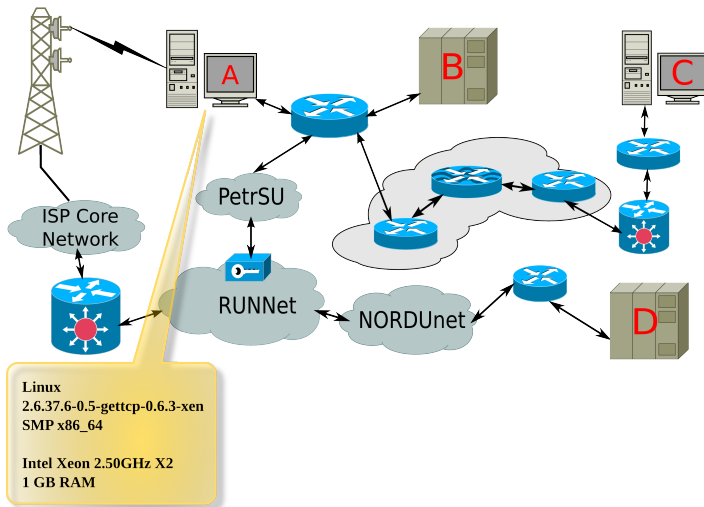 A
B
C
PetrSU
ISP Core
Network
RUNNet
NORDUnet
D
Linux
2.6.37.6-0.5-gettcp-0.6.3-xen
SMP x86_64
Intel Xeon 2.50GHz X2
1 GB RAM